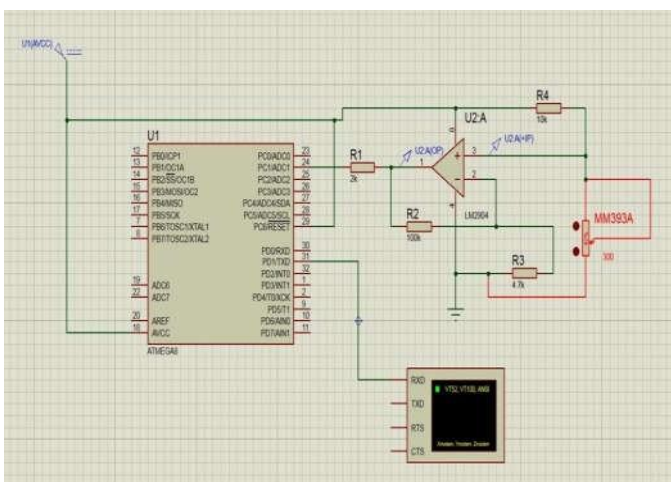 U1(AVCC)
U1
12 PB0/ICP1
13 PB1/OC1A
14 PB2/SS/OC1B
15 PB3/MOSI/OC2
16 PB4/MISO
17 PB5/SCK
7 PB6/TOSC1/XTAL1
8 PB7/TOSC2/XTAL2
19 ADC6
22 ADC7
20 AREF
18 AVCC
PC0/ADC0 23
PC1/ADC1 24
PC2/ADC2 25
PC3/ADC3 26
PC4/ADC4/SDA 27
PC5/ADC5/SCL 28
PC6/RESET 29
PD0/RXD 30
PD1/TXD 31
PD2/INT0 32
PD3/INT1 1
PD4/T0/XCK 2
PD5/T1 9
PD6/AIN0 10
PD7/AIN1 11
ATMEGA8
R1
2k
R2
100k
R3
4.7k
R4
10k
U2:A
U2:A(OP)
U2:A(+IP)
8
3
2
1
4
LM2904
MM393A
300
RXD
TXD
RTS
CTS
VT52, VT100, ANSI